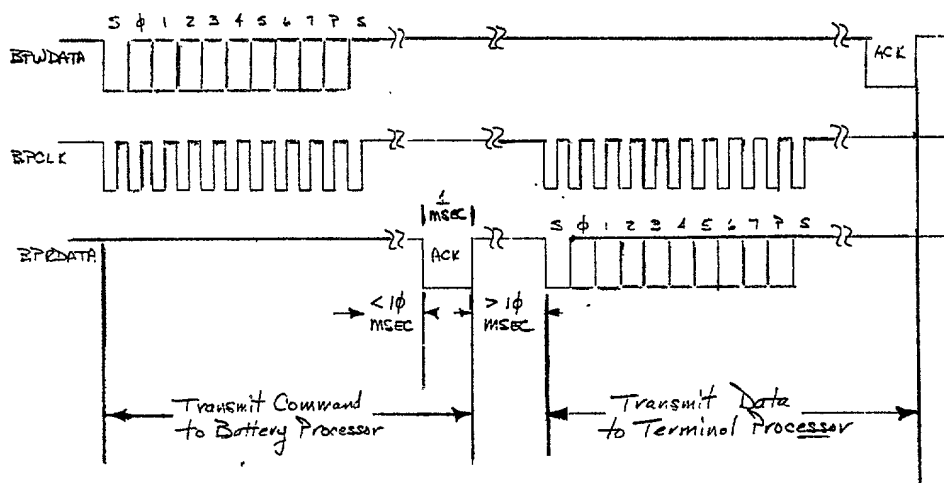 S φ 1 2 3 4 5 6 7 P S
BPWDATA
ACK
BPCLK
1
MSEC
S φ 1 2 3 4 5 6 7 P S
BPRDATA
ACK
< 1φ
MSEC
> 1φ
MSEC
Transmit Command
to Battery Processor
Transmit Data
to Terminal Processor